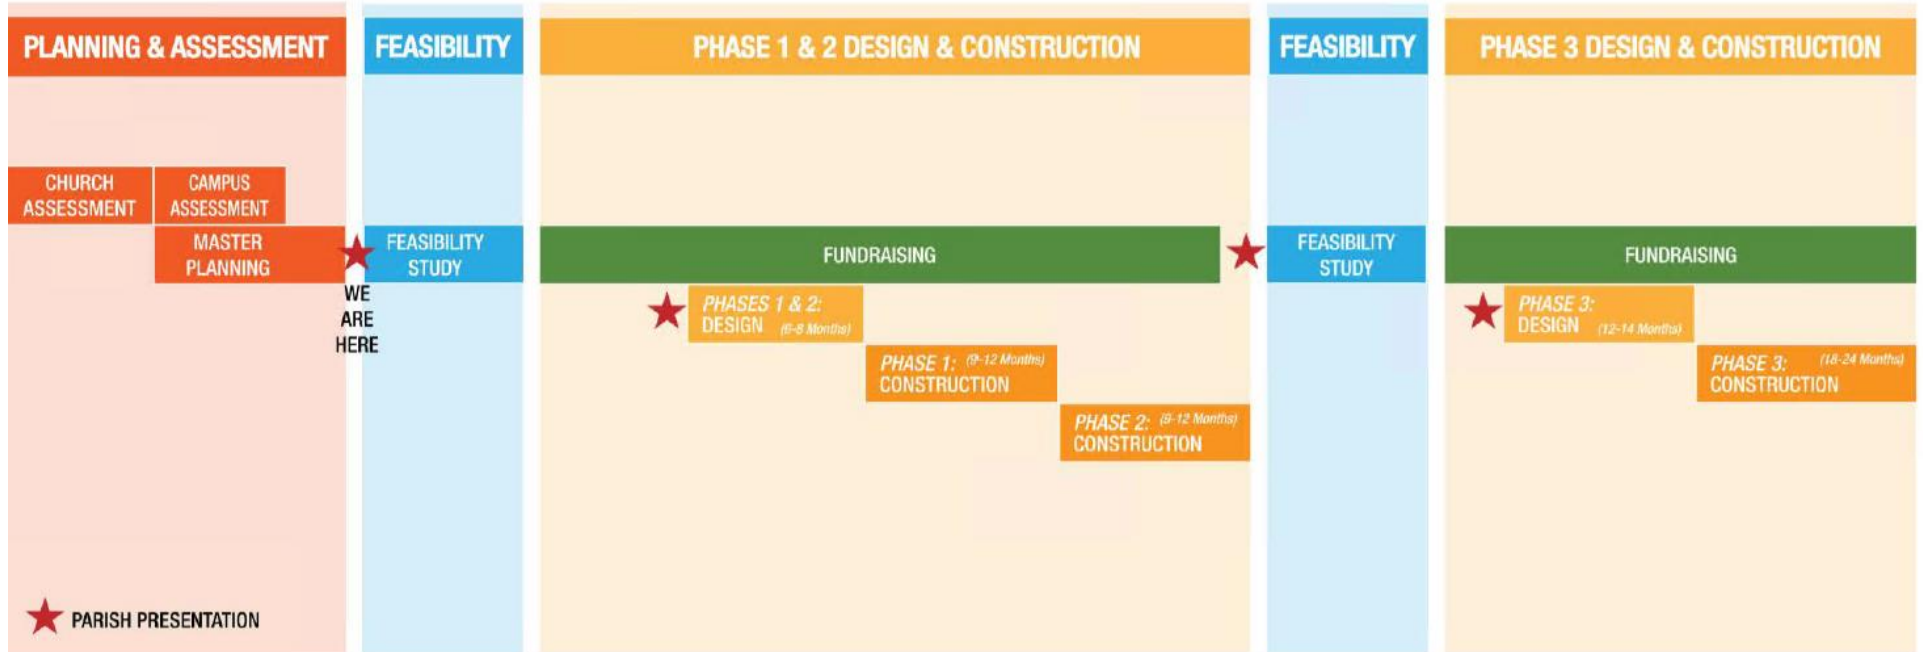 PLANNING & ASSESSMENT
FEASIBILITY
PHASE 1 & 2 DESIGN & CONSTRUCTION
FEASIBILITY
PHASE 3 DESIGN & CONSTRUCTION
CHURCH
ASSESSMENT
CAMPUS
ASSESSMENT
MASTER
PLANNING
WE
ARE
HERE
FEASIBILITY
STUDY
FUNDRAISING
PHASES 1 & 2:
DESIGN (6-8 Months)
PHASE 1: (9-12 Months)
CONSTRUCTION
PHASE 2: (9-12 Months)
CONSTRUCTION
FEASIBILITY
STUDY
FUNDRAISING
PHASE 3:
DESIGN (12-14 Months)
PHASE 3: (18-24 Months)
CONSTRUCTION
PARISH PRESENTATION